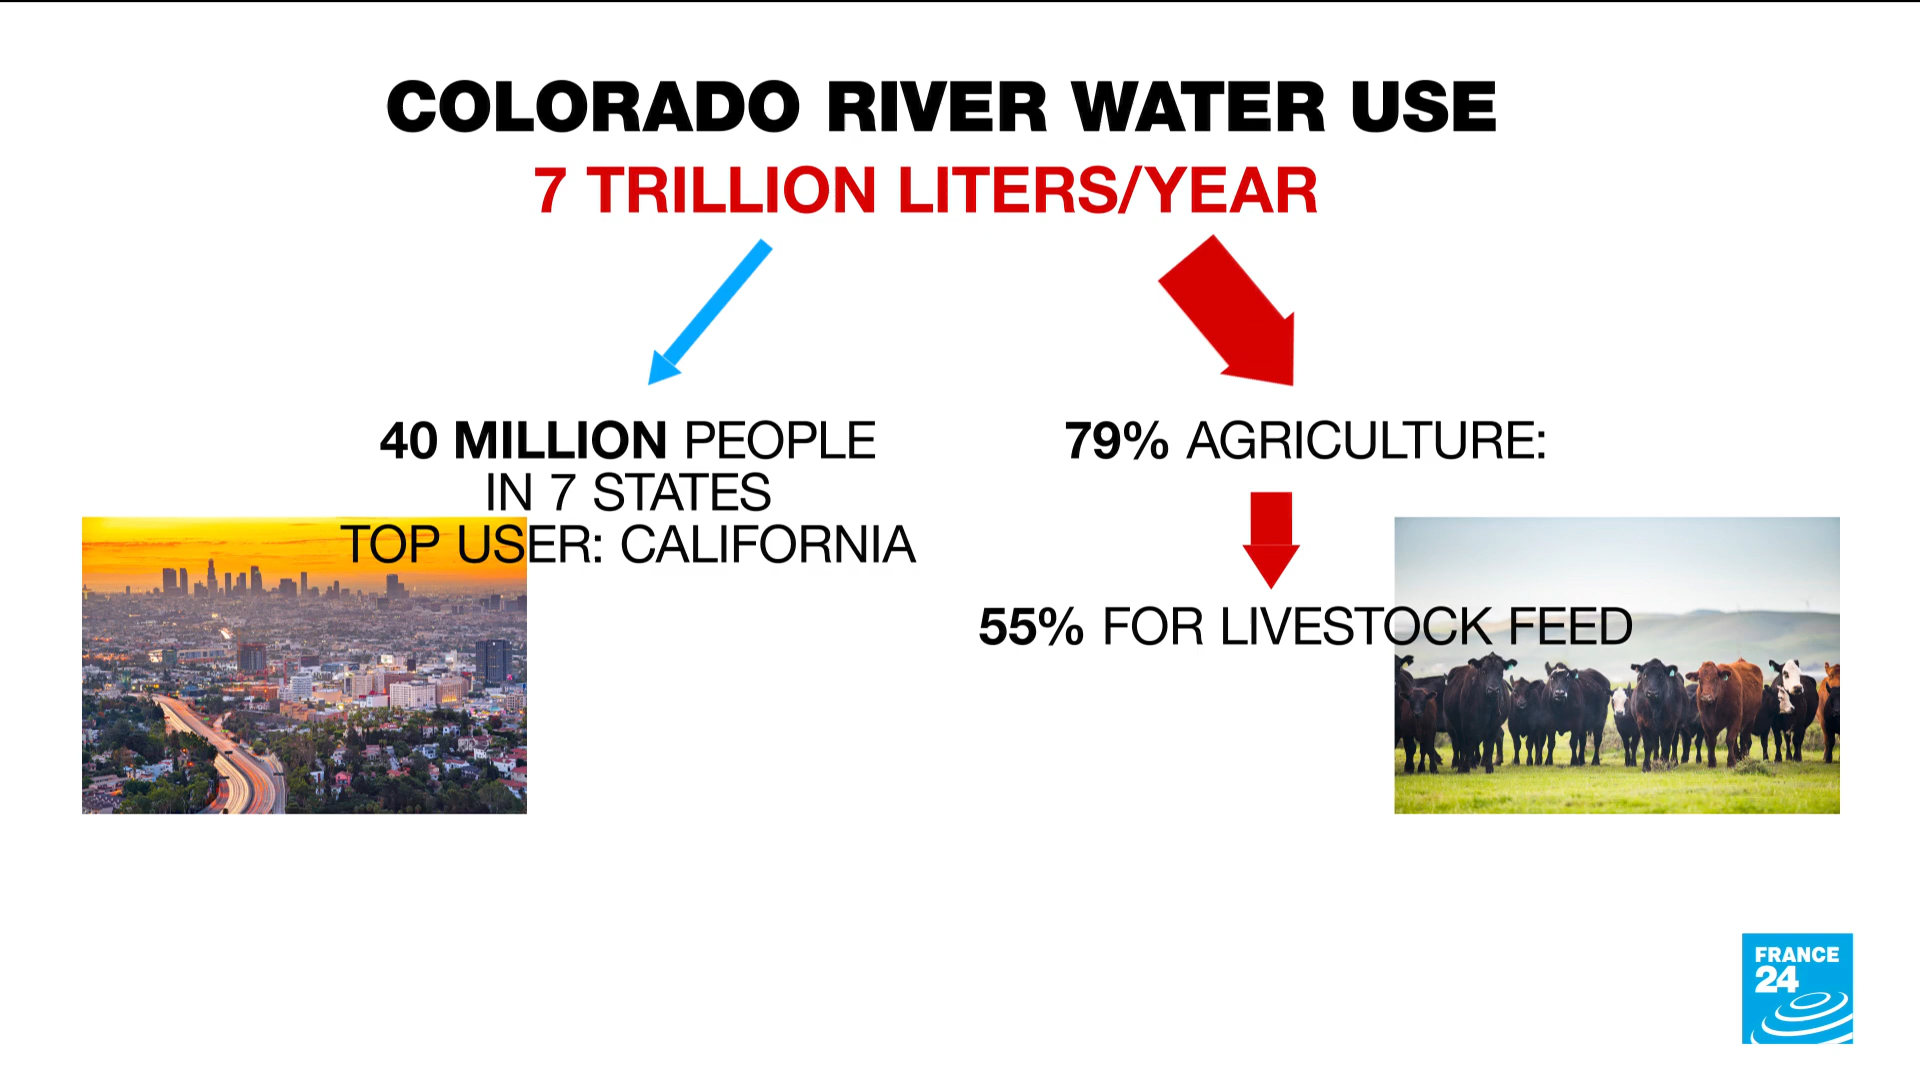 COLORADO RIVER WATER USE
7 TRILLION LITERS/YEAR
40 MILLION PEOPLE
IN 7 STATES
TOP USER: CALIFORNIA
79% AGRICULTURE:
55% FOR LIVESTOCK FEED
FRANCE
24